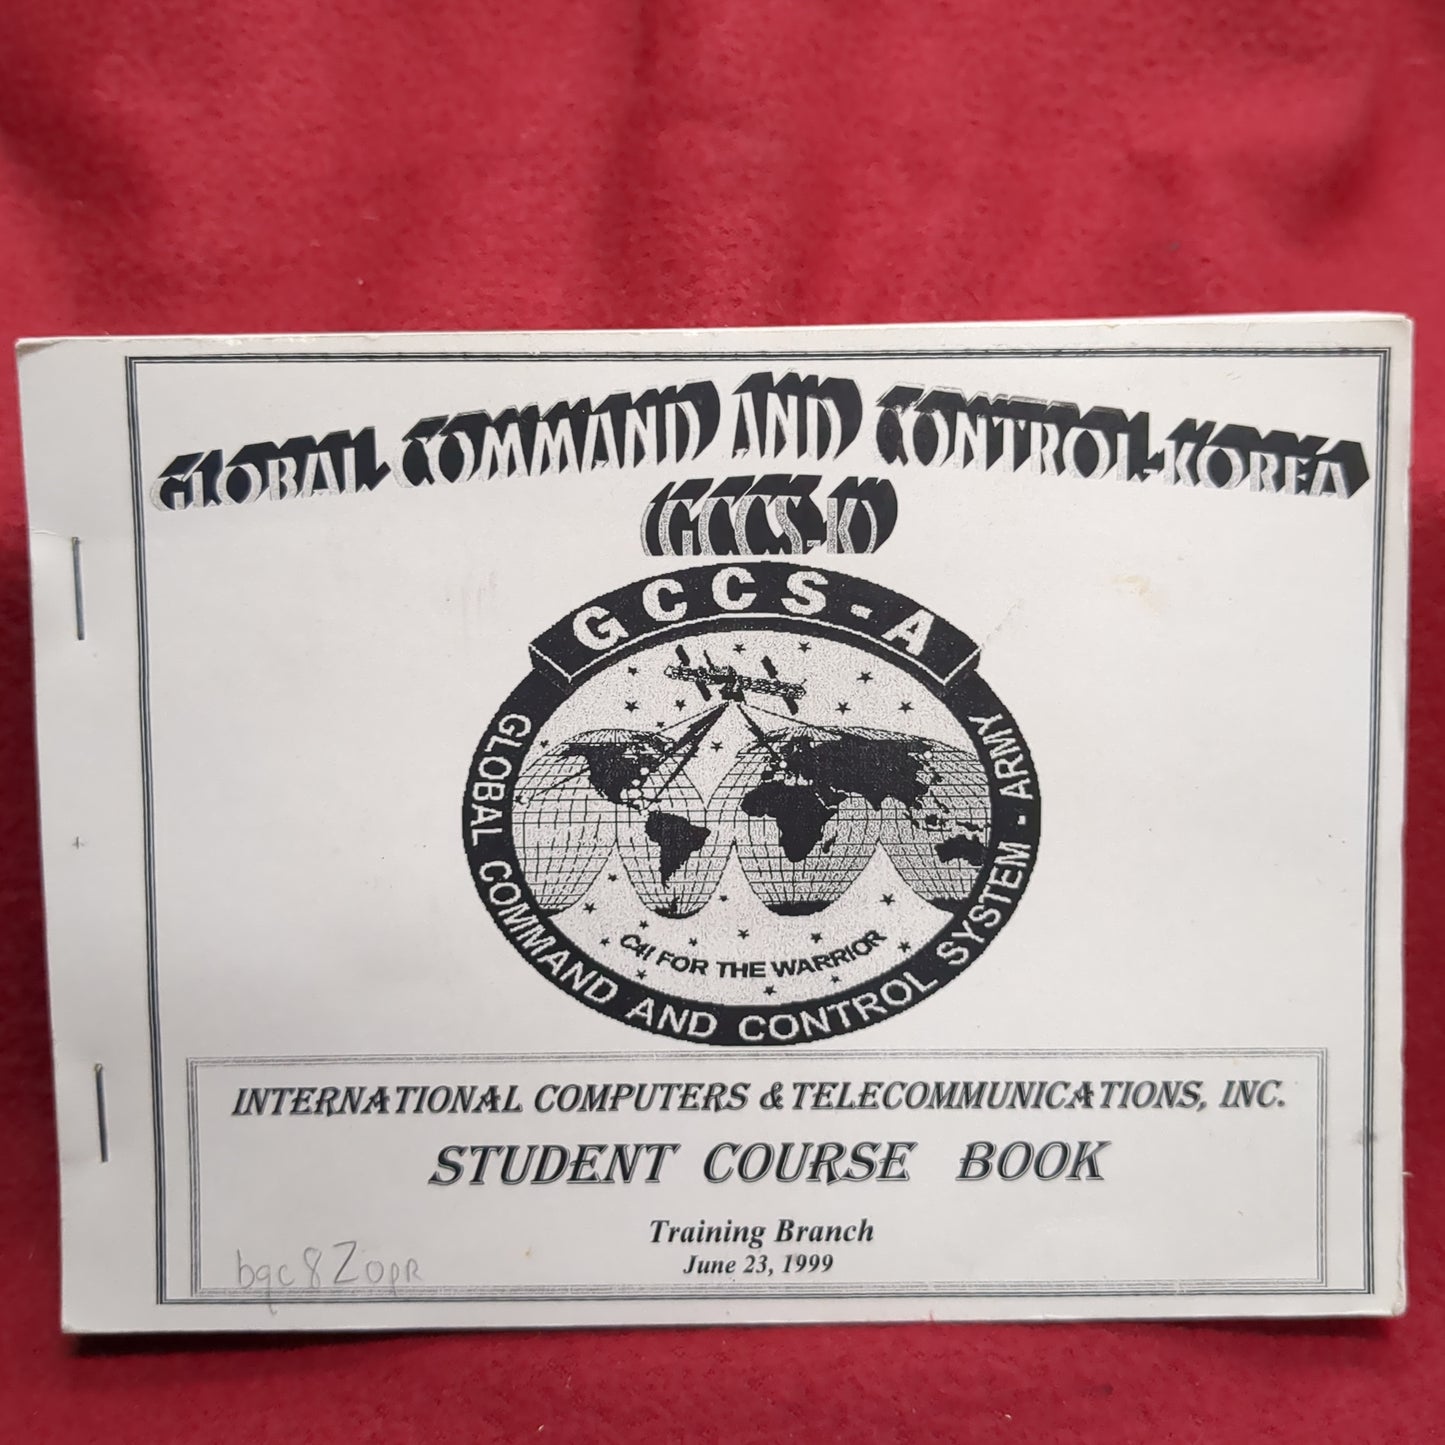 GLOBAL COMMAND AND CONTROL-KOREA
(GCCS-K)
GCCS-A
GLOBAL COMMAND AND CONTROL SYSTEM - ARMY
C4I FOR THE WARRIOR
INTERNATIONAL COMPUTERS & TELECOMMUNICATIONS, INC.
STUDENT COURSE BOOK
Training Branch
June 23, 1999